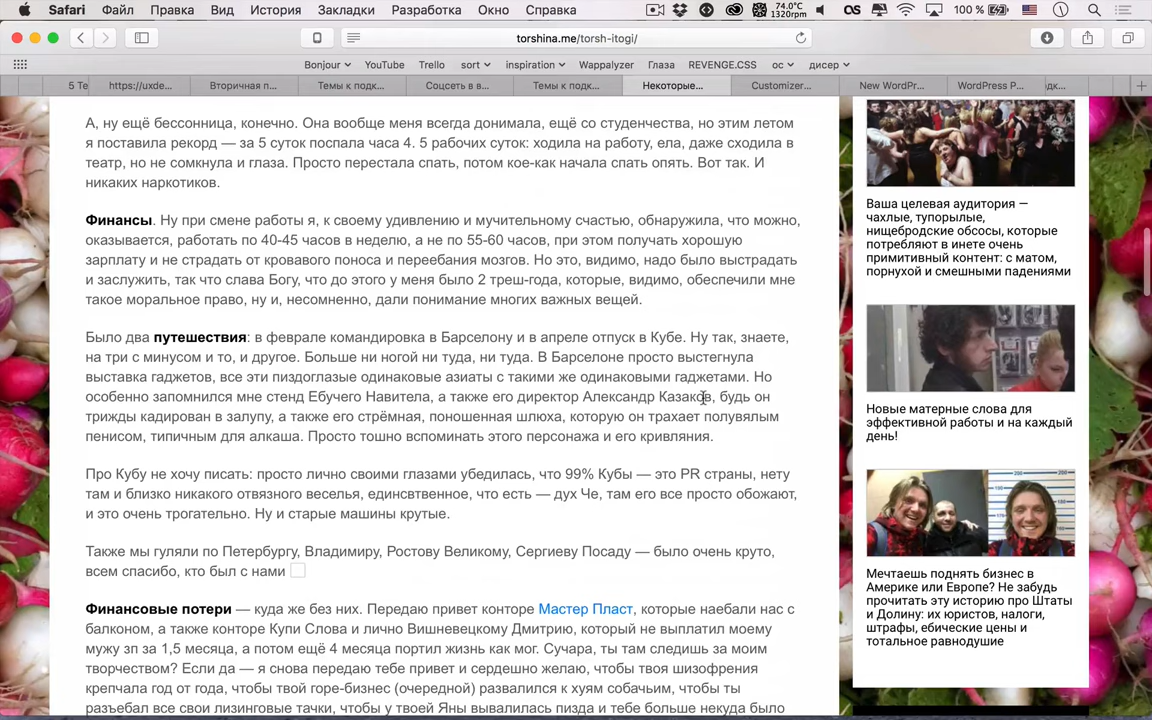 Safari Файл Правка Вид История Закладки Разработка Окно Справка 74.0°C 1320rpm 100 %
torshina.me/torsh-itogi/
Bonjour YouTube Trello sort inspiration Wappalyzer Глаза REVENGE.CSS ос дисер
5 Те https://uxde... Вторичная п... Темы к подк... Соцсеть в в... Темы к подк... Некоторые... Customizer... New WordPr... WordPress P... дк...
А, ну ещё бессонница, конечно. Она вообще меня всегда донимала, ещё со студенчества, но этим летом
я поставила рекорд — за 5 суток поспала часа 4. 5 рабочих суток: ходила на работу, ела, даже сходила в
театр, но не сомкнула и глаза. Просто перестала спать, потом кое-как начала спать опять. Вот так. И
никаких наркотиков.
Финансы. Ну при смене работы я, к своему удивлению и мучительному счастью, обнаружила, что можно,
оказывается, работать по 40-45 часов в неделю, а не по 55-60 часов, при этом получать хорошую
зарплату и не страдать от кровавого поноса и переебания мозгов. Но это, видимо, надо было выстрадать
и заслужить, так что слава Богу, что до этого у меня было 2 треш-года, которые, видимо, обеспечили мне
такое моральное право, ну и, несомненно, дали понимание многих важных вещей.
Было два путешествия: в феврале командировка в Барселону и в апреле отпуск в Кубе. Ну так, знаете,
на три с минусом и то, и другое. Больше ни ногой ни туда, ни туда. В Барселоне просто выстегнула
выставка гаджетов, все эти пиздоглазые одинаковые азиаты с такими же одинаковыми гаджетами. Но
особенно запомнился мне стенд Ебучего Навитела, а также его директор Александр Казаков, будь он
трижды кадирован в залупу, а также его стрёмная, поношенная шлюха, которую он трахает полувялым
пенисом, типичным для алкаша. Просто тошно вспоминать этого персонажа и его кривляния.
Про Кубу не хочу писать: просто лично своими глазами убедилась, что 99% Кубы — это PR страны, нету
там и близко никакого отвязного веселья, единсвтвенное, что есть — дух Че, там его все просто обожают,
и это очень трогательно. Ну и старые машины крутые.
Также мы гуляли по Петербургу, Владимиру, Ростову Великому, Сергиеву Посаду — было очень круто,
всем спасибо, кто был с нами
Финансовые потери — куда же без них. Передаю привет конторе Мастер Пласт, которые наебали нас с
балконом, а также конторе Купи Слова и лично Вишневецкому Дмитрию, который не выплатил моему
мужу зп за 1,5 месяца, а потом ещё 4 месяца портил жизнь как мог. Сучара, ты там следишь за моим
творчеством? Если да — я снова передаю тебе привет и сердешно желаю, чтобы твоя шизофрения
крепчала год от года, чтобы твой горе-бизнес (очередной) развалился к хуям собачьим, чтобы ты
разъебал все свои лизинговые тачки, чтобы у твоей Яны вывалилась пизда и тебе больше некуда было
Ваша целевая аудитория —
чахлые, тупорылые,
нищебродские обсосы, которые
потребляют в инете очень
примитивный контент: с матом,
порнухой и смешными падениями
Новые матерные слова для
эффективной работы и на каждый
день!
Мечтаешь поднять бизнес в
Америке или Европе? Не забудь
прочитать эту историю про Штаты
и Долину: их юристов, налоги,
штрафы, ебические цены и
тотальное равнодушие